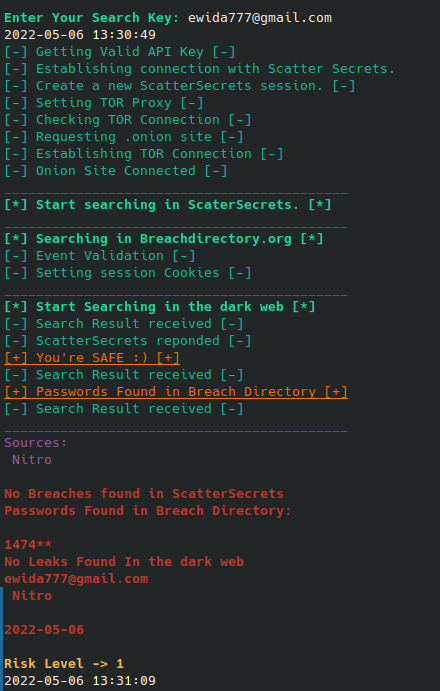 Enter Your Search Key: ewida777@gmail.com
2022-05-06 13:30:49
[-] Getting Valid API Key [-]
[-] Establishing connection with Scatter Secrets.
[-] Create a new ScatterSecrets session. [-]
[-] Setting TOR Proxy [-]
[-] Checking TOR Connection [-]
[-] Requesting .onion site [-]
[-] Establishing TOR Connection [-]
[-] Onion Site Connected [-]
___________________________________________
[*] Start searching in ScaterSecrets. [*]
___________________________________________
[*] Searching in Breachdirectory.org [*]
[-] Event Validation [-]
[-] Setting session Cookies [-]
___________________________________________
[*] Start Searching in the dark web [*]
[-] Search Result received [-]
[-] ScatterSecrets reponded [-]
[+] You're SAFE :) [+]
[-] Search Result received [-]
[+] Passwords Found in Breach Directory [+]
[-] Search Result received [-]
___________________________________________
Sources:
Nitro
No Breaches found in ScatterSecrets
Passwords Found in Breach Directory:
1474**
No Leaks Found In the dark web
ewida777@gmail.com
Nitro
2022-05-06
Risk Level -> 1
2022-05-06 13:31:09